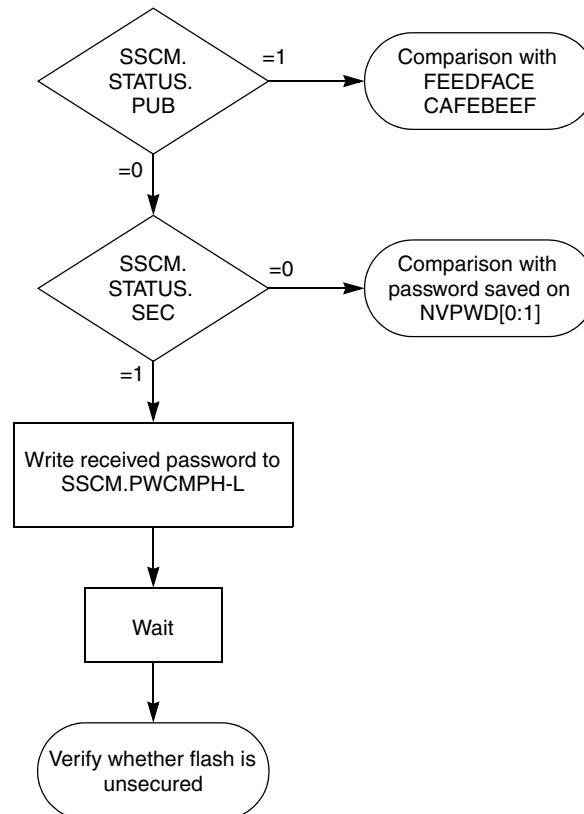 SSCM.
STATUS.
PUB
=1
Comparison with
FEEDFACE
CAFEBEEF
=0
SSCM.
STATUS.
SEC
=0
Comparison with
password saved on
NVPWD[0:1]
=1
Write received password to
SSCM.PWCMPH-L
Wait
Verify whether flash is
unsecured